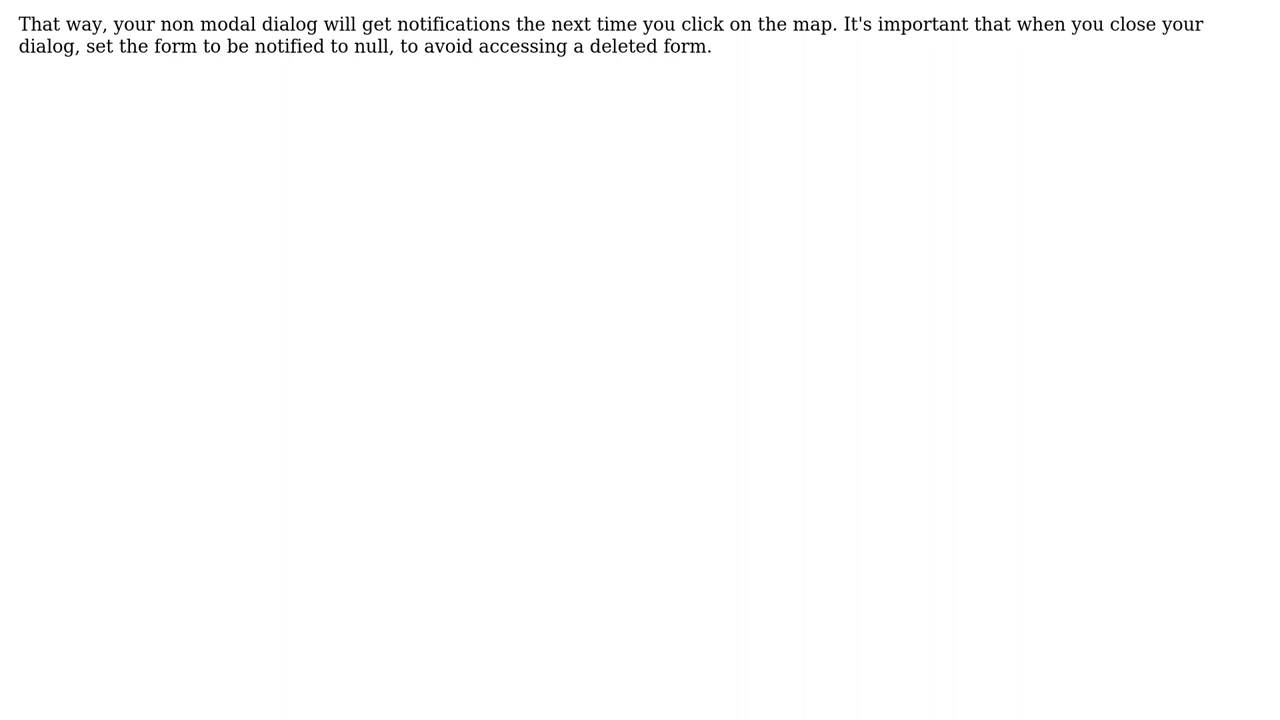 That way, your non modal dialog will get notifications the next time you click on the map. It's important that when you close your
dialog, set the form to be notified to null, to avoid accessing a deleted form.